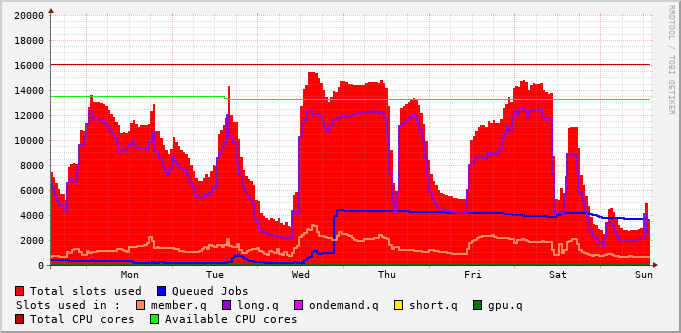 RRDTOOL / TOBI OETIKER
20000
18000
16000
14000
12000
10000
8000
6000
4000
2000
0
Mon Tue Wed Thu Fri Sat Sun
Total slots used Queued Jobs
Slots used in : member.q long.q ondemand.q short.q gpu.q
Total CPU cores Available CPU cores